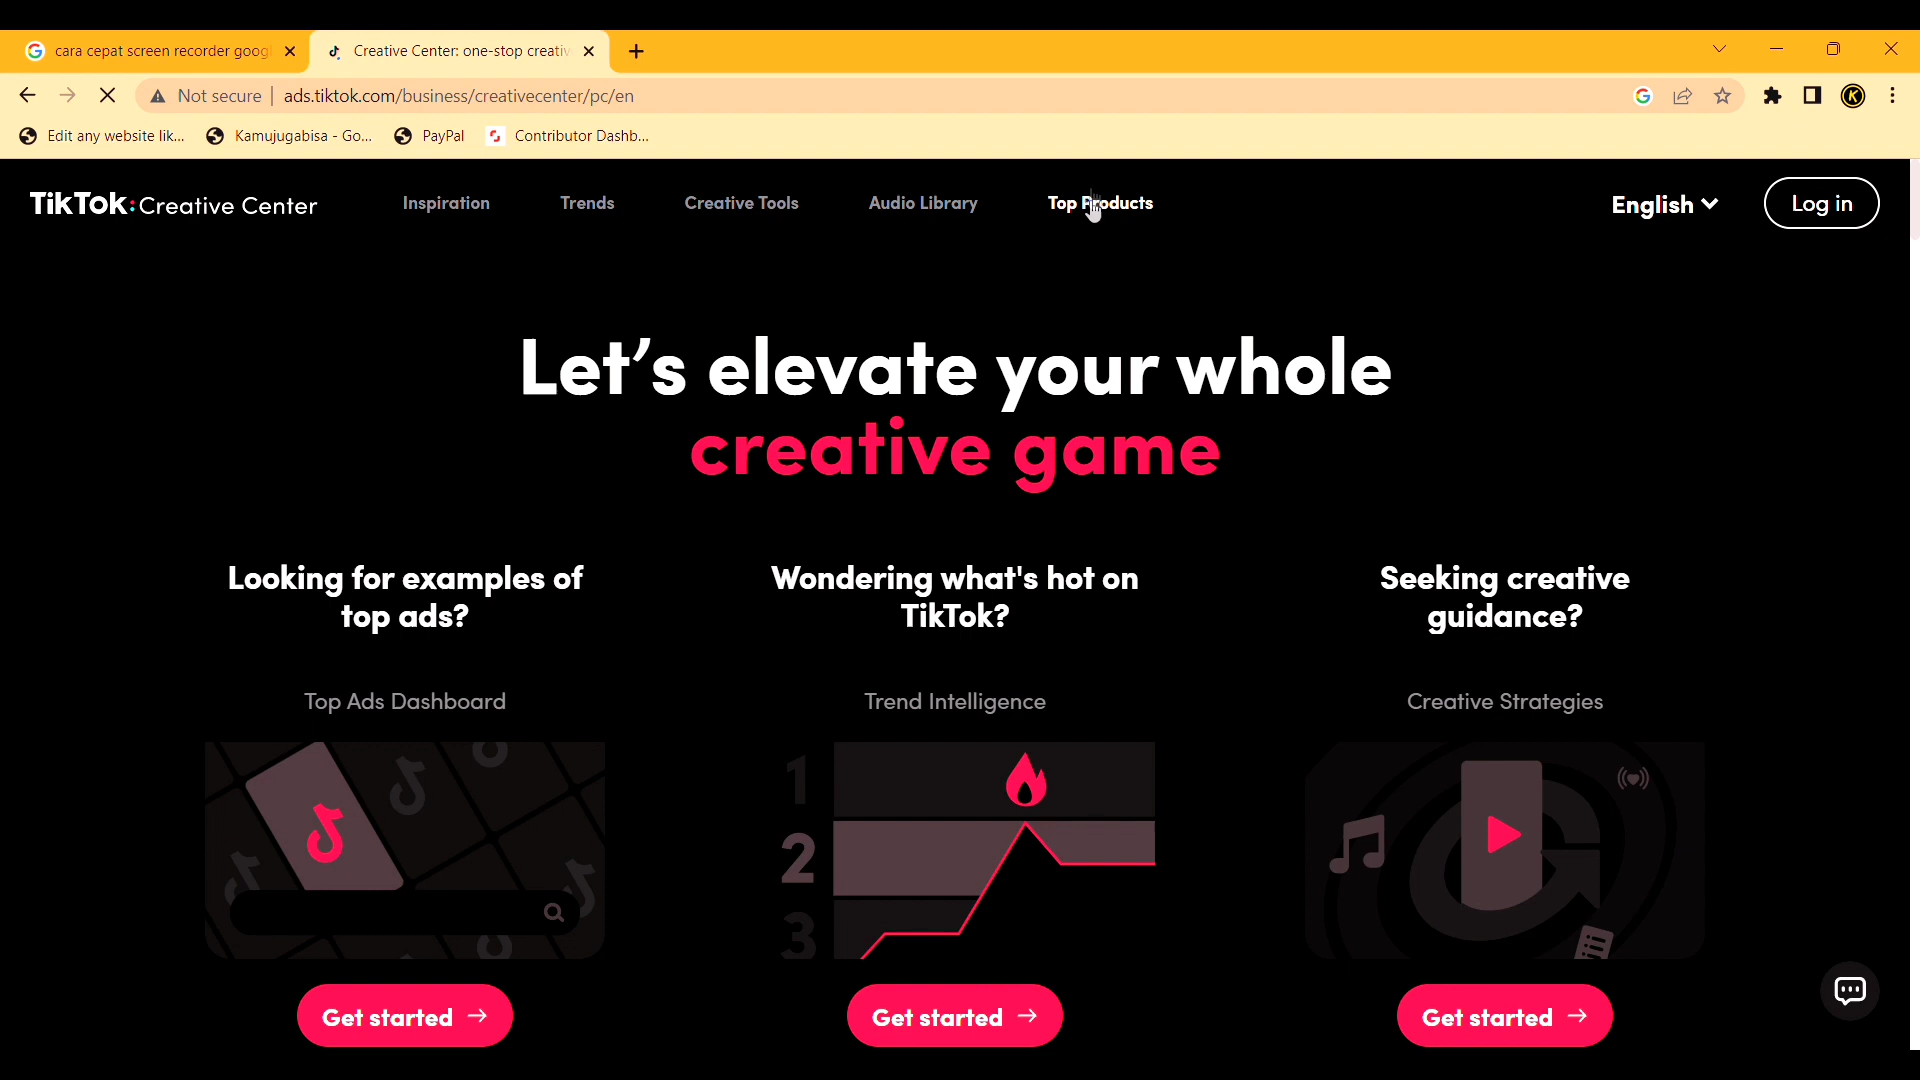 cara cepat screen recorder goog
Creative Center: one-stop creativ
Not secure | ads.tiktok.com/business/creativecenter/pc/en
K
Edit any website lik...
Kamujugabisa - Go...
PayPal
Contributor Dashb...
TikTok: Creative Center
Inspiration
Trends
Creative Tools
Audio Library
Top Products
English
Log in
Let's elevate your whole
creative game
Looking for examples of
top ads?
Wondering what's hot on
TikTok?
Seeking creative
guidance?
Top Ads Dashboard
Trend Intelligence
Creative Strategies
1
2
3
Get started →
Get started →
Get started →